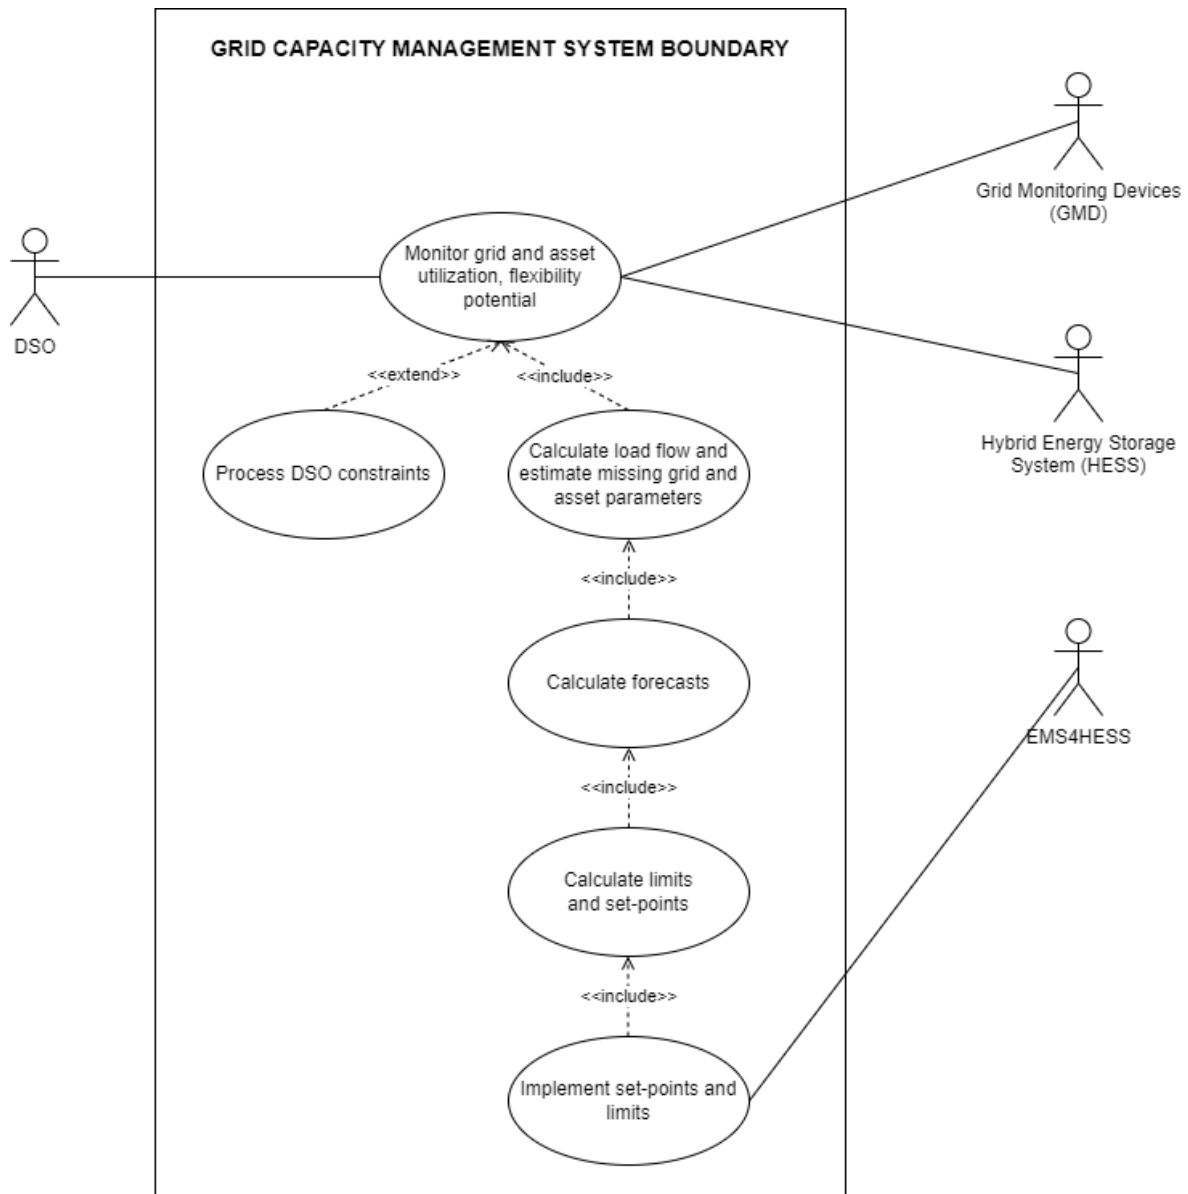 GRID CAPACITY MANAGEMENT SYSTEM BOUNDARY
Grid Monitoring Devices
(GMD)
Monitor grid and asset
utilization, flexibility
potential
DSO
<<extend>>
<<include>>
Hybrid Energy Storage
System (HESS)
Process DSO constraints
Calculate load flow and
estimate missing grid and
asset parameters
<<include>>
Calculate forecasts
EMS4HESS
<<include>>
Calculate limits
and set-points
<<include>>
Implement set-points and
limits